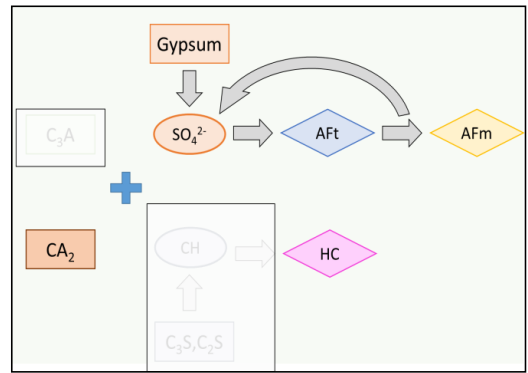 Gypsum
C₃A
SO₄²⁻
AFt
AFm
CA₂
CH
HC
C₃S,C₂S